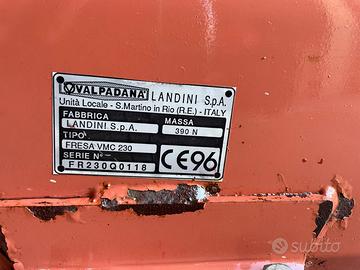 VALPADANA LANDINI S.p.A.
Unità Locale - S.Martino in Rio (R.E.) - ITALY
FABBRICA MASSA
LANDINI S.p.A. 390 N
TIPO
FRESA VMC 230
SERIE N°
FR230Q0118
CE96
subito